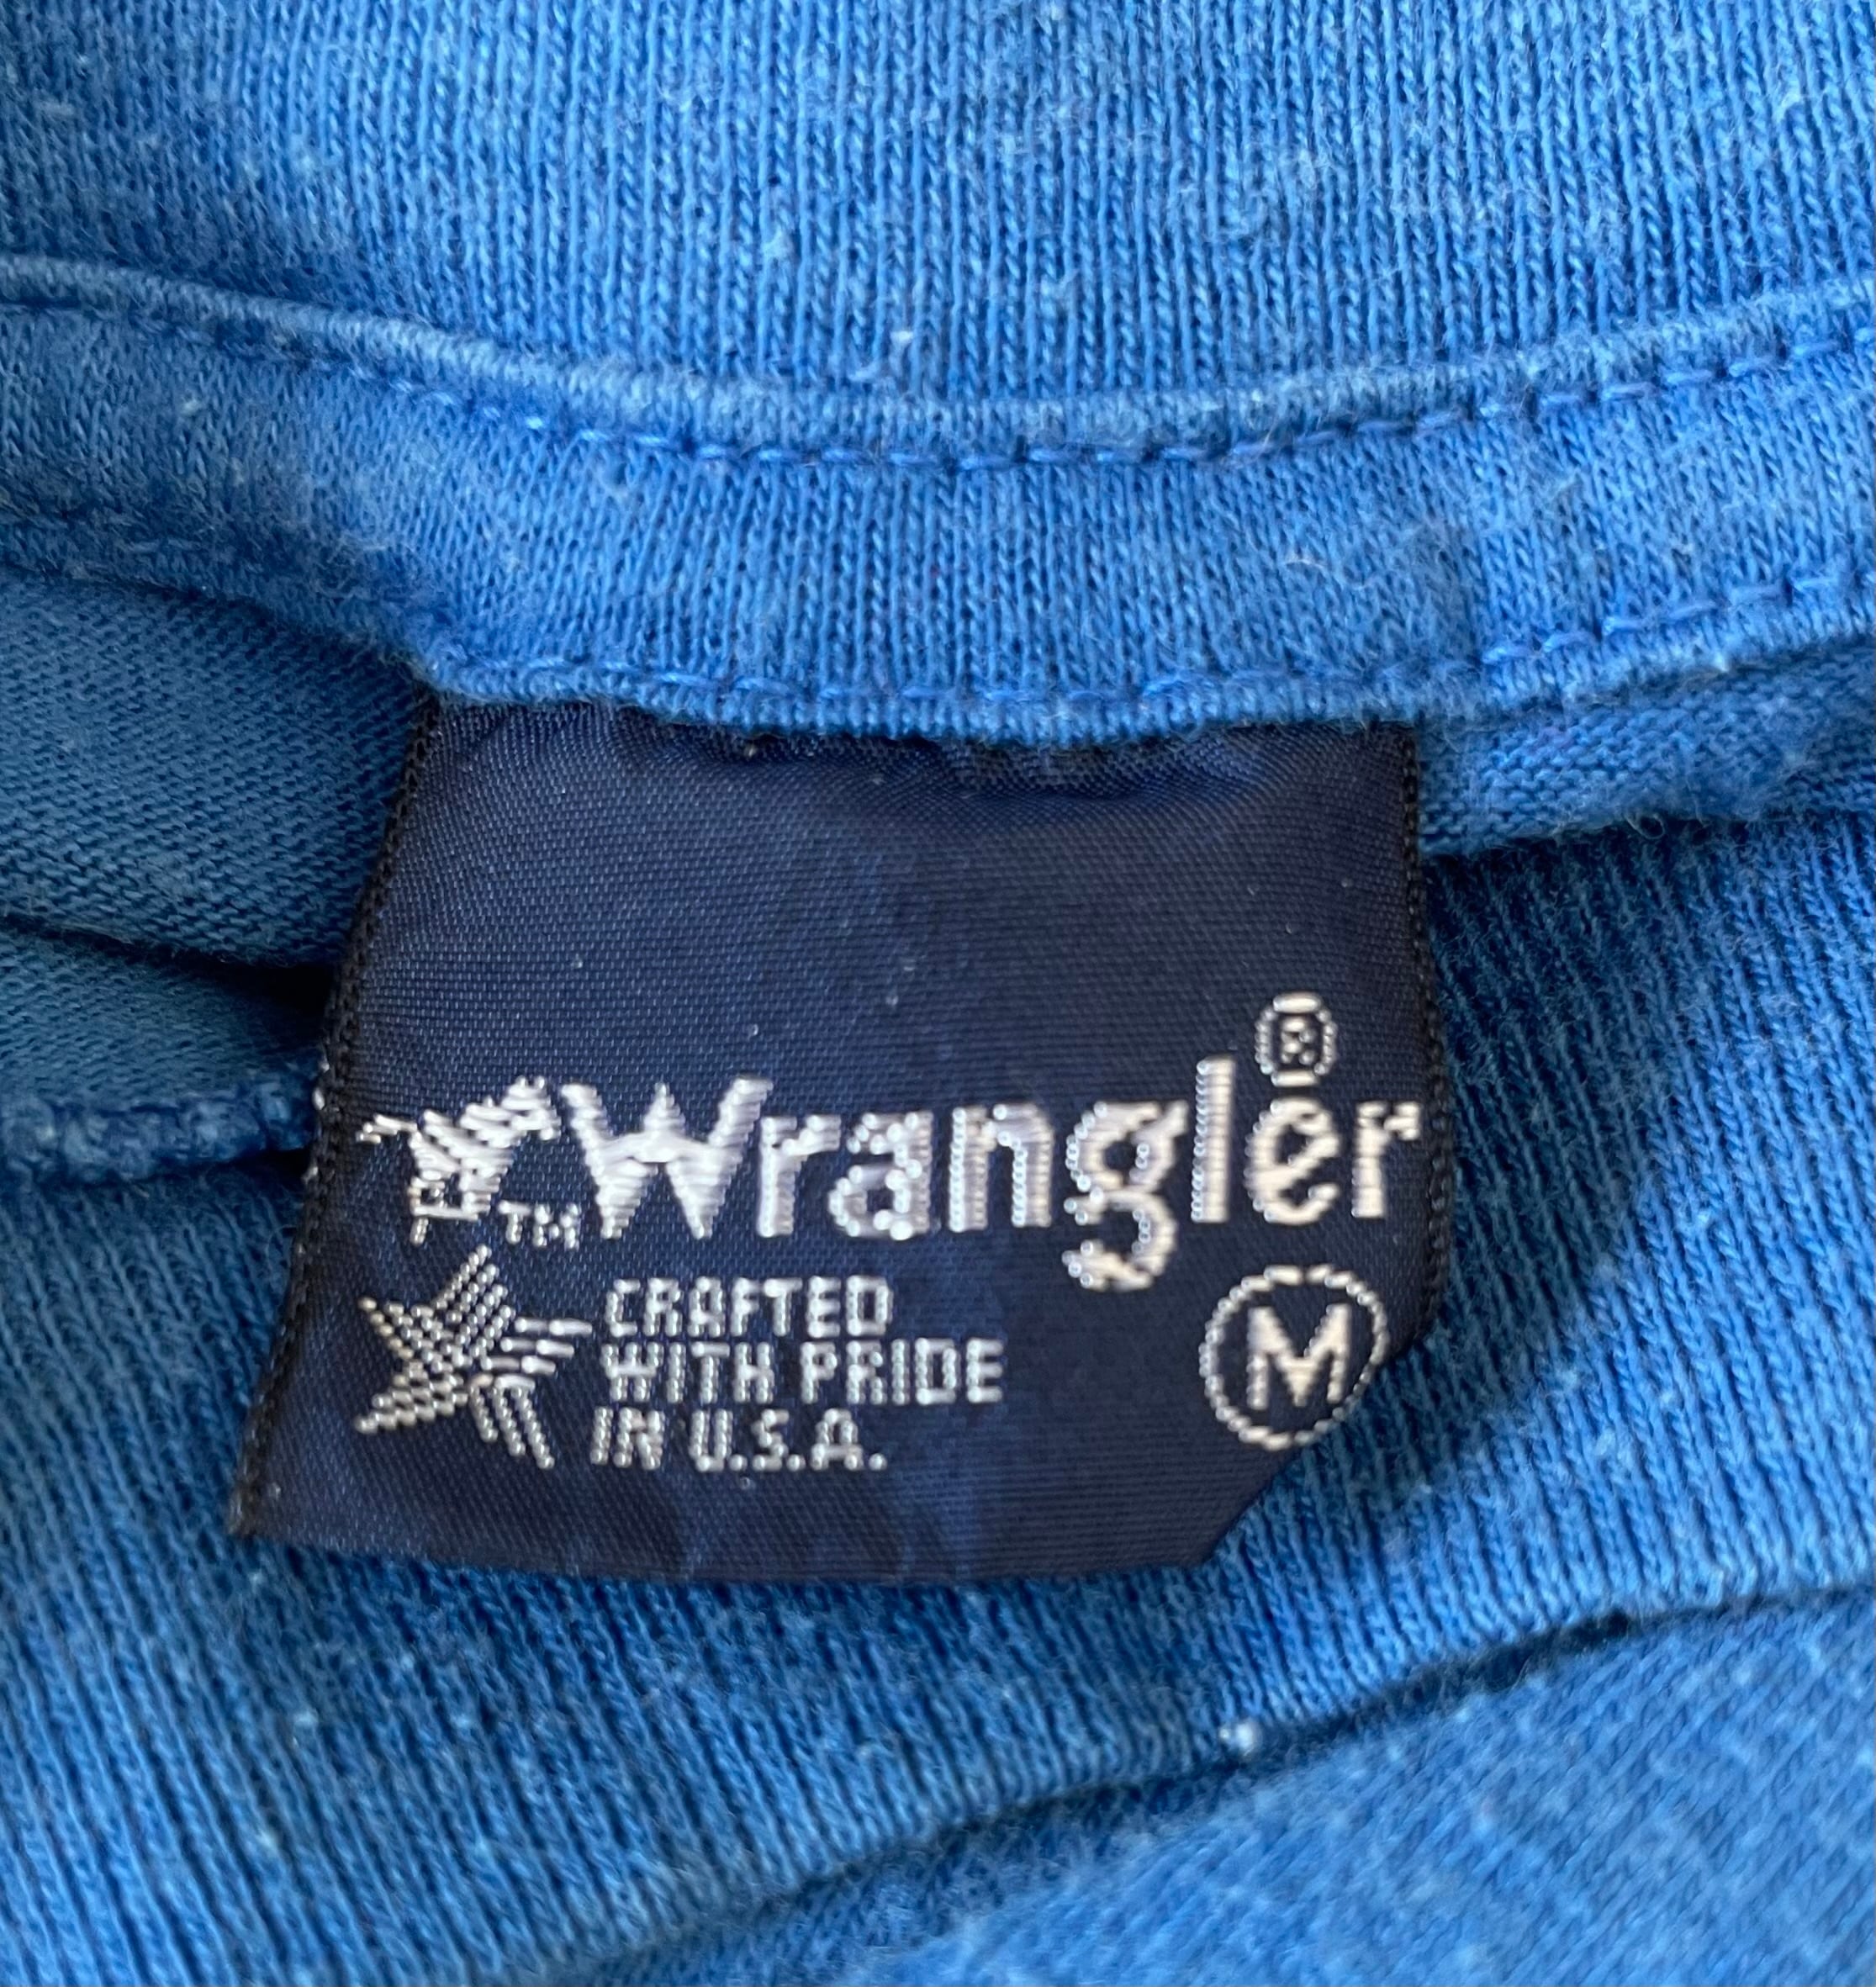 TM Wrangler®
CRAFTED
WITH PRIDE
IN U.S.A.
M